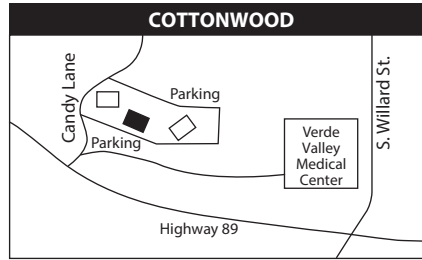 COTTONWOOD
Candy Lane
Parking
Parking
S. Willard St.
Verde
Valley
Medical
Center
Highway 89